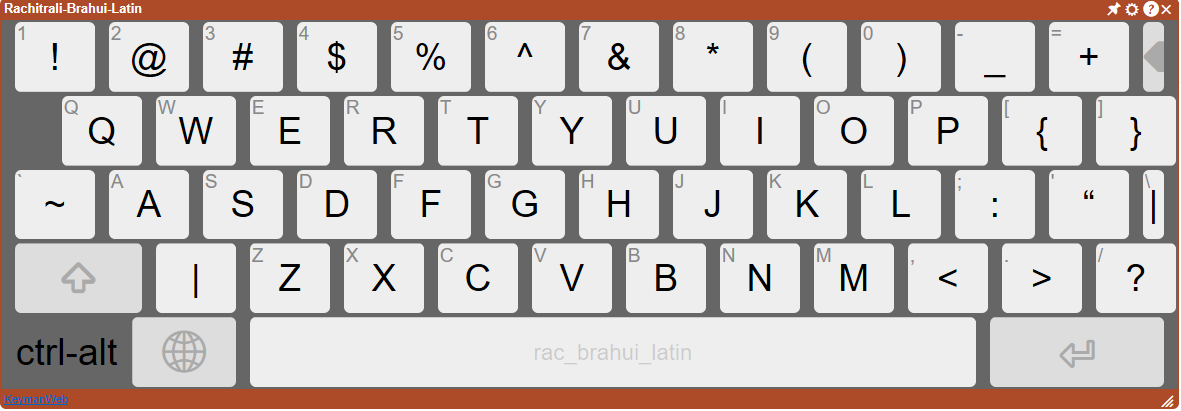 Rachitrali-Brahui-Latin
1 ! 2 @ 3 # 4 $ 5 % 6 ^ 7 & 8 * 9 ( 0 ) - _ = +
Q Q W W E E R R T T Y Y U U I I O O P P [ { ] }
` ~ A A S S D D F F G G H H J J K K L L ; : ' “ \ |
| Z Z X X C C V V B B N N M M , < . > / ?
ctrl-alt rac_brahui_latin
KeymanWeb